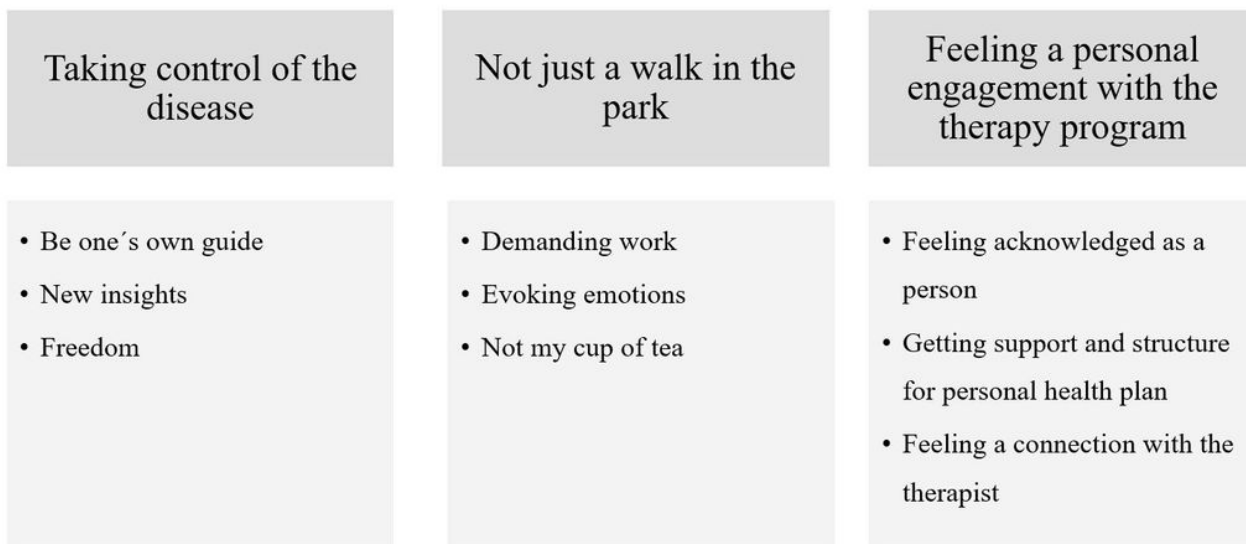 Taking control of the
disease
• Be one´s own guide
• New insights
• Freedom
Not just a walk in the
park
• Demanding work
• Evoking emotions
• Not my cup of tea
Feeling a personal
engagement with the
therapy program
• Feeling acknowledged as a
person
• Getting support and structure
for personal health plan
• Feeling a connection with the
therapist